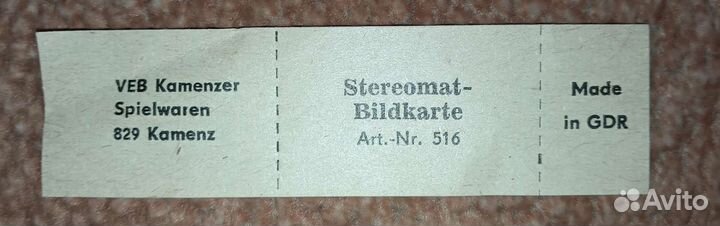 VEB Kamenzer
Spielwaren
829 Kamenz
Stereomat-
Bildkarte
Art.-Nr. 516
Made
in GDR
Avito